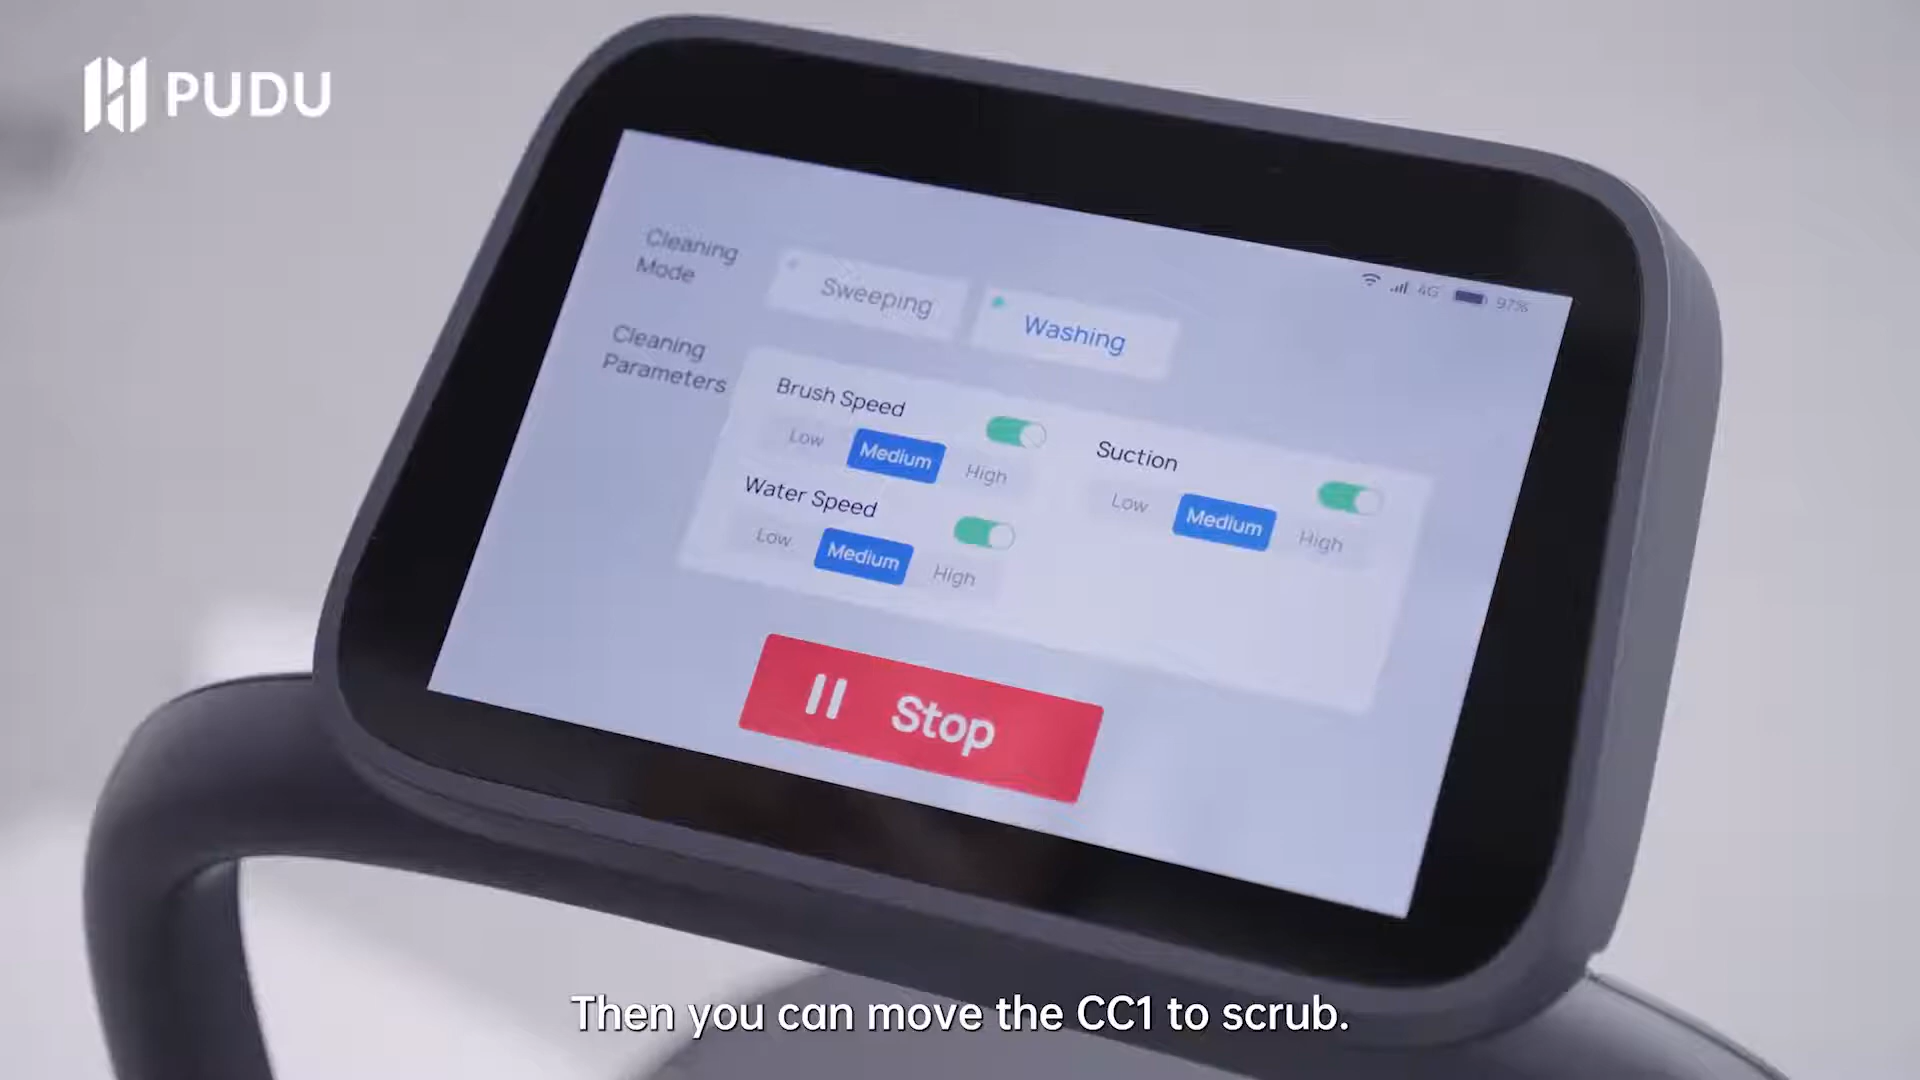 PUDU
4G 97%
Cleaning
Mode
Sweeping
Washing
Cleaning
Parameters
Brush Speed
Low Medium High
Suction
Low Medium High
Water Speed
Low Medium High
Stop
Then you can move the CC1 to scrub.